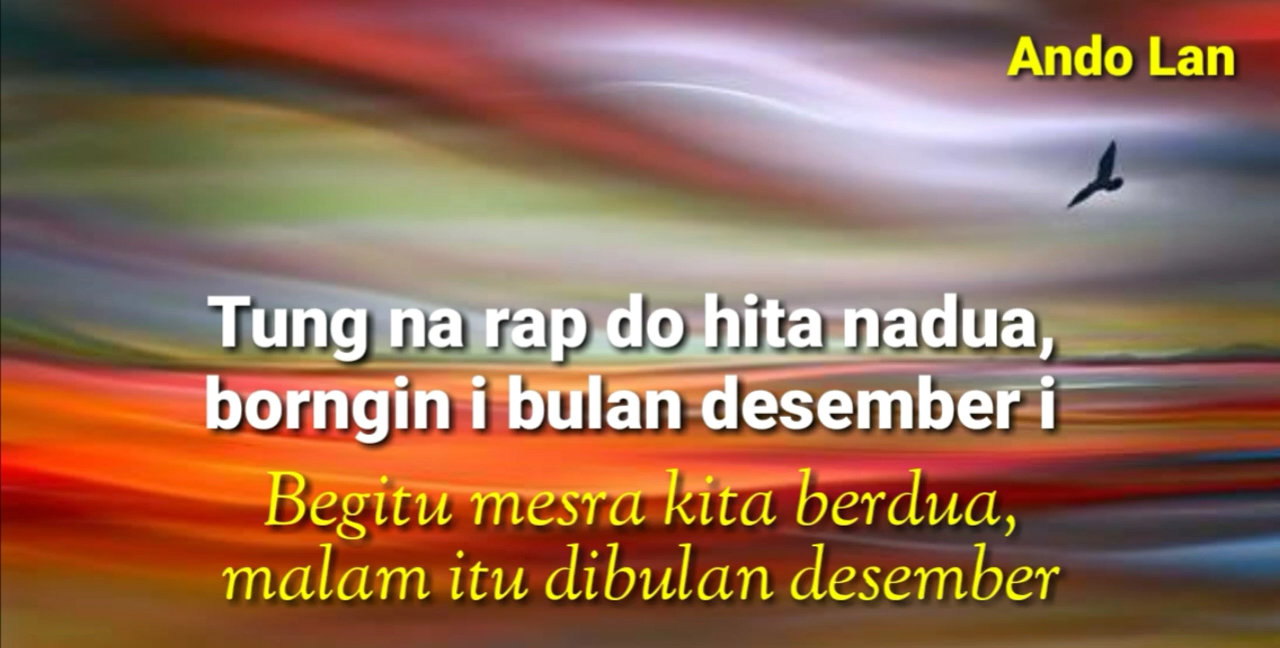 Ando Lan
Tung na rap do hita nadua,
borngin i bulan desember i
Begitu mesra kita berdua,
malam itu dibulan desember